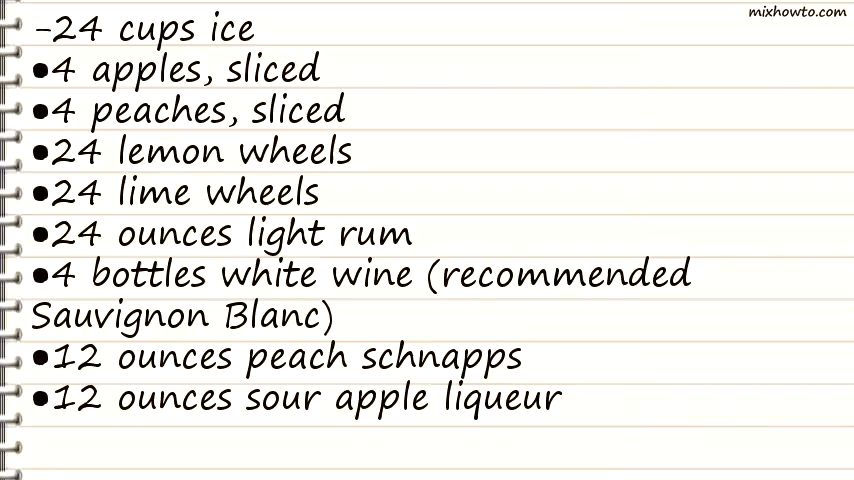 mixhowto.com
-24 cups ice
•4 apples, sliced
•4 peaches, sliced
•24 lemon wheels
•24 lime wheels
•24 ounces light rum
•4 bottles white wine (recommended
Sauvignon Blanc)
•12 ounces peach schnapps
•12 ounces sour apple liqueur